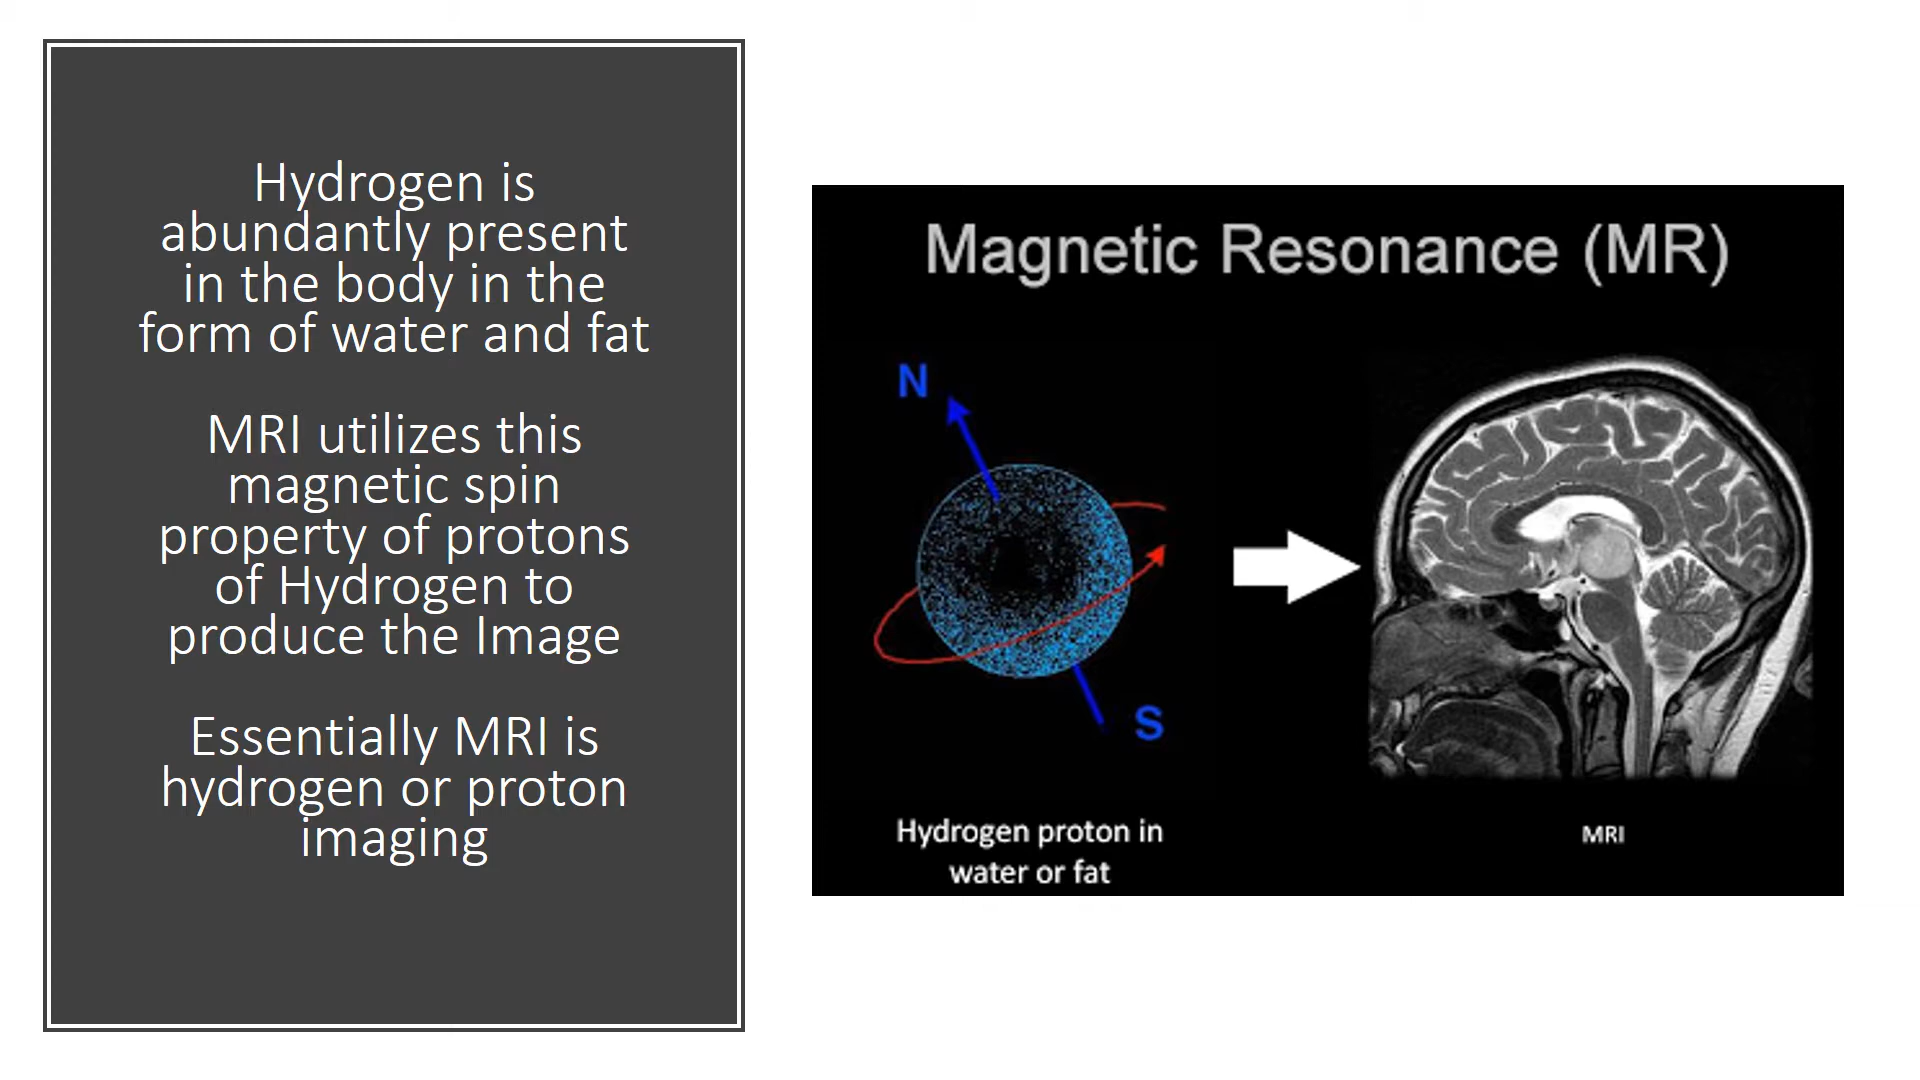 Hydrogen is
abundantly present
in the body in the
form of water and fat
MRI utilizes this
magnetic spin
property of protons
of Hydrogen to
produce the Image
Essentially MRI is
hydrogen or proton
imaging
Magnetic Resonance (MR)
N
S
Hydrogen proton in
water or fat
MRI